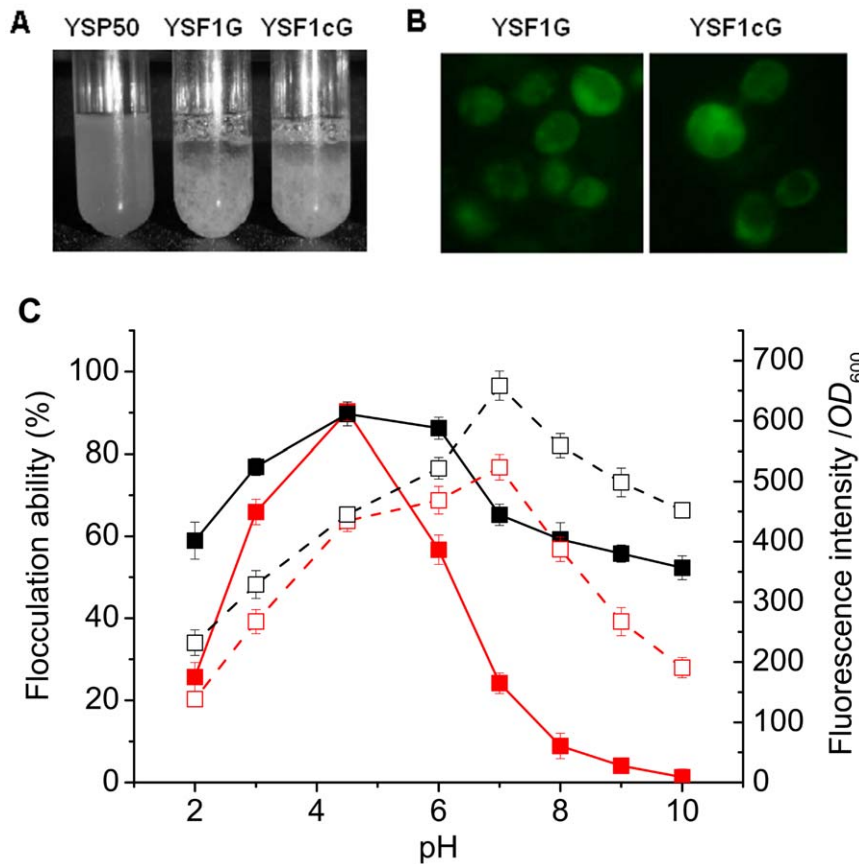 A YSP50 YSF1G YSF1cG
B YSF1G YSF1cG
C
Flocculation ability (%)
100
80
60
40
20
0
2 4 6 8 10
pH
700
600
500
400
300
200
100
0
Fluorescence intensity /OD600